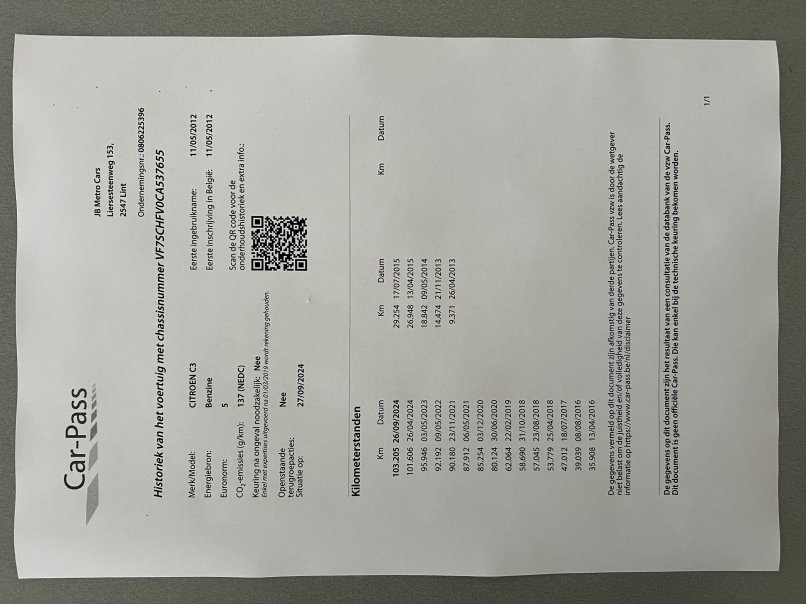 Car-Pass
JB Metro Cars
Liersesteenweg 153,
2547 Lint
Ondernemingsnr.: 0806225396
Historiek van het voertuig met chassisnummer VF7SCHFV0CA537655
Merk/Model: CITROEN C3
Energiebron: Benzine
Euronorm: 5
CO₂-emissies (g/km): 137 (NEDC)
Keuring na ongeval noodzakelijk: Nee
Enkel met expertises uitgevoerd na 01/03/2019 wordt rekening gehouden.
Openstaande
terugroepacties: Nee
Situatie op: 27/09/2024
Eerste ingebruikname: 11/05/2012
Eerste inschrijving in België: 11/05/2012
Scan de QR code voor de
onderhoudshistoriek en extra info.:
Kilometerstanden
Km Datum Km Datum Km Datum
103.205 26/09/2024 29.254 17/07/2015
101.606 26/04/2024 26.948 13/04/2015
95.946 03/05/2023 18.842 09/05/2014
92.192 09/05/2022 14.474 21/11/2013
90.180 23/11/2021 9.371 26/04/2013
87.912 06/05/2021
85.254 03/12/2020
80.124 30/06/2020
62.064 22/02/2019
58.690 31/10/2018
57.045 23/08/2018
53.779 25/04/2018
47.012 18/07/2017
39.039 08/08/2016
35.908 13/04/2016
De gegevens vermeld op dit document zijn afkomstig van derde partijen. Car-Pass vzw is door de wetgever
niet belast om de juistheid en/of volledigheid van deze gegevens te controleren. Lees aandachtig de
informatie op https://www.car-pass.be/nl/disclaimer
De gegevens op dit document zijn het resultaat van een consultatie van de databank van de vzw Car-Pass.
Dit document is geen officiële Car-Pass. Die kan enkel bij de technische keuring bekomen worden.
1/1